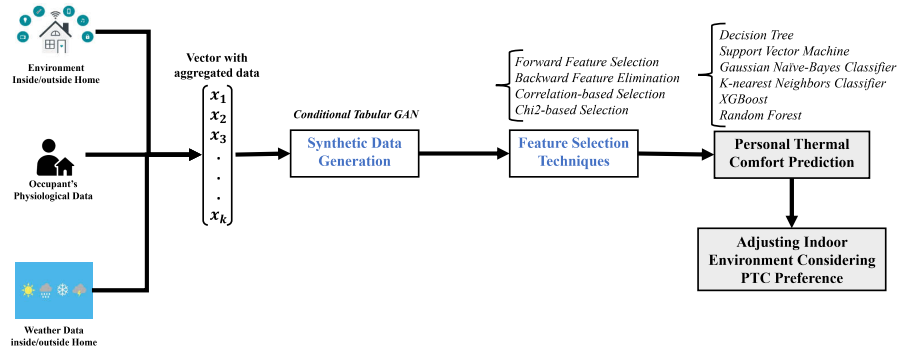 Environment
Inside/outside Home
Occupant's
Physiological Data
Weather Data
inside/outside Home
Vector with
aggregated data
x1
x2
x3
.
.
.
xk
Conditional Tabular GAN
Synthetic Data
Generation
Forward Feature Selection
Backward Feature Elimination
Correlation-based Selection
Chi2-based Selection
Feature Selection
Techniques
Decision Tree
Support Vector Machine
Gaussian Naïve-Bayes Classifier
K-nearest Neighbors Classifier
XGBoost
Random Forest
Personal Thermal
Comfort Prediction
Adjusting Indoor
Environment Considering
PTC Preference